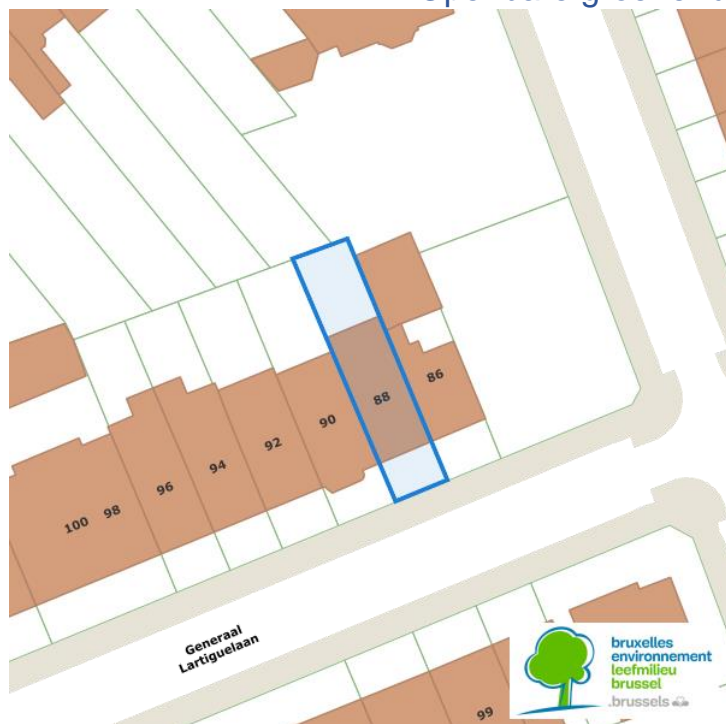 88
86
90
92
94
96
98
100
Generaal
Lartiguelaan
99
bruxelles
environnement
leefmilieu
brussel
.brussels